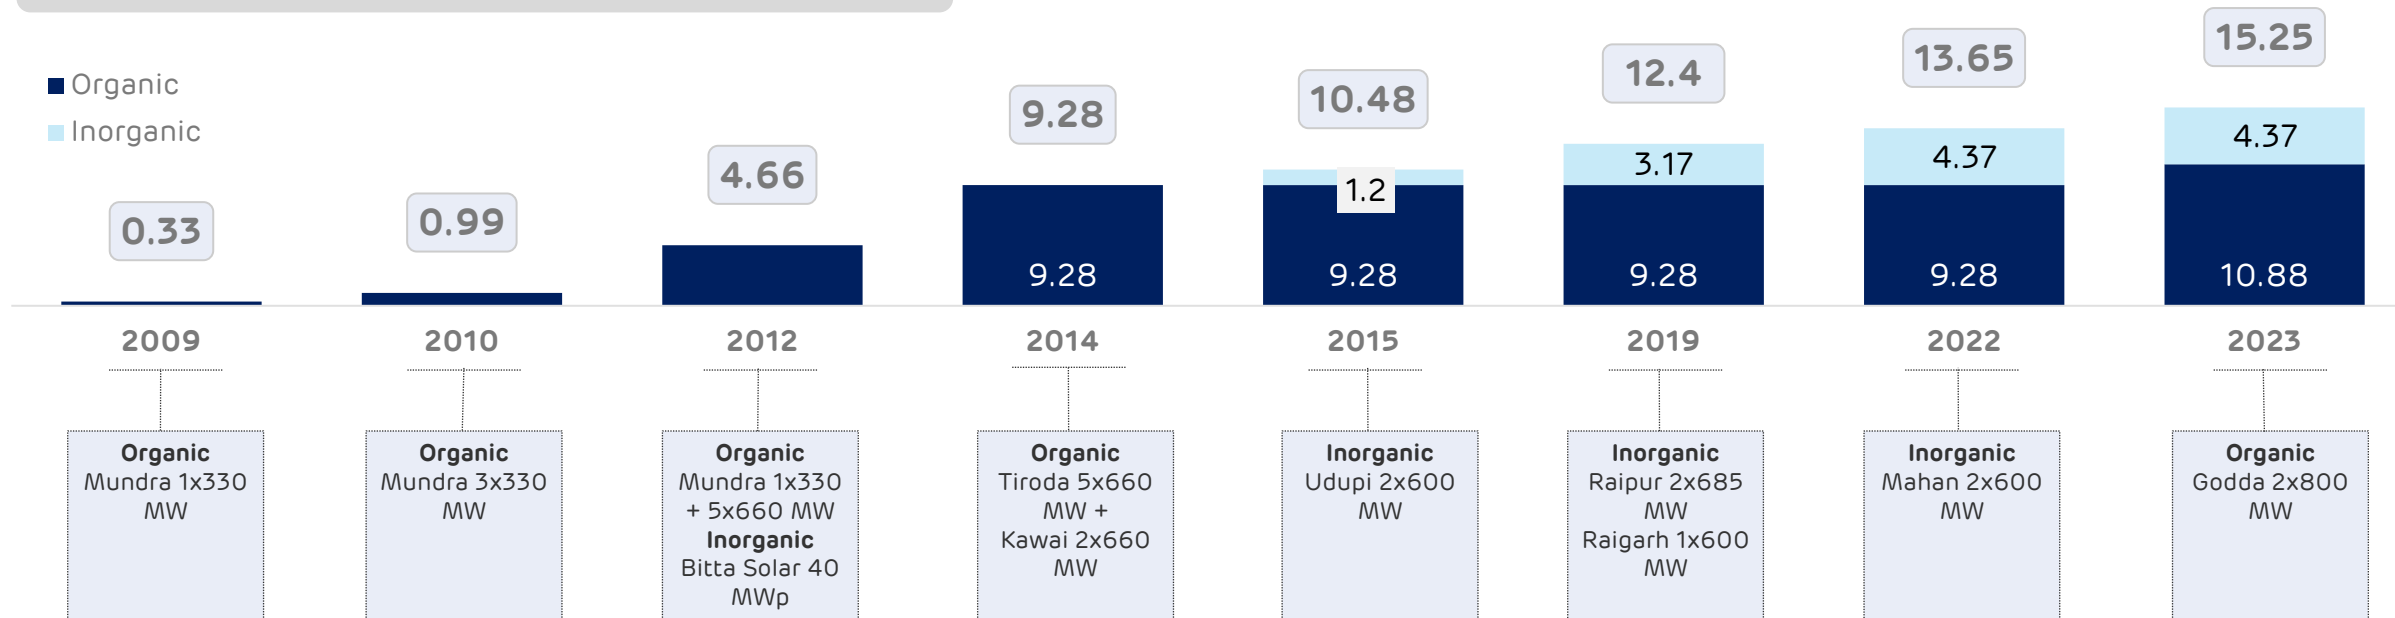 Organic
Inorganic
0.33
0.99
4.66
9.28
10.48
12.4
13.65
15.25
1.2
3.17
4.37
4.37
9.28
9.28
9.28
9.28
10.88
2009
2010
2012
2014
2015
2019
2022
2023
Organic
Mundra 1x330
MW
Organic
Mundra 3x330
MW
Organic
Mundra 1x330
+ 5x660 MW
Inorganic
Bitta Solar 40
MWp
Organic
Tiroda 5x660
MW +
Kawai 2x660
MW
Inorganic
Udupi 2x600
MW
Inorganic
Raipur 2x685
MW
Raigarh 1x600
MW
Inorganic
Mahan 2x600
MW
Organic
Godda 2x800
MW